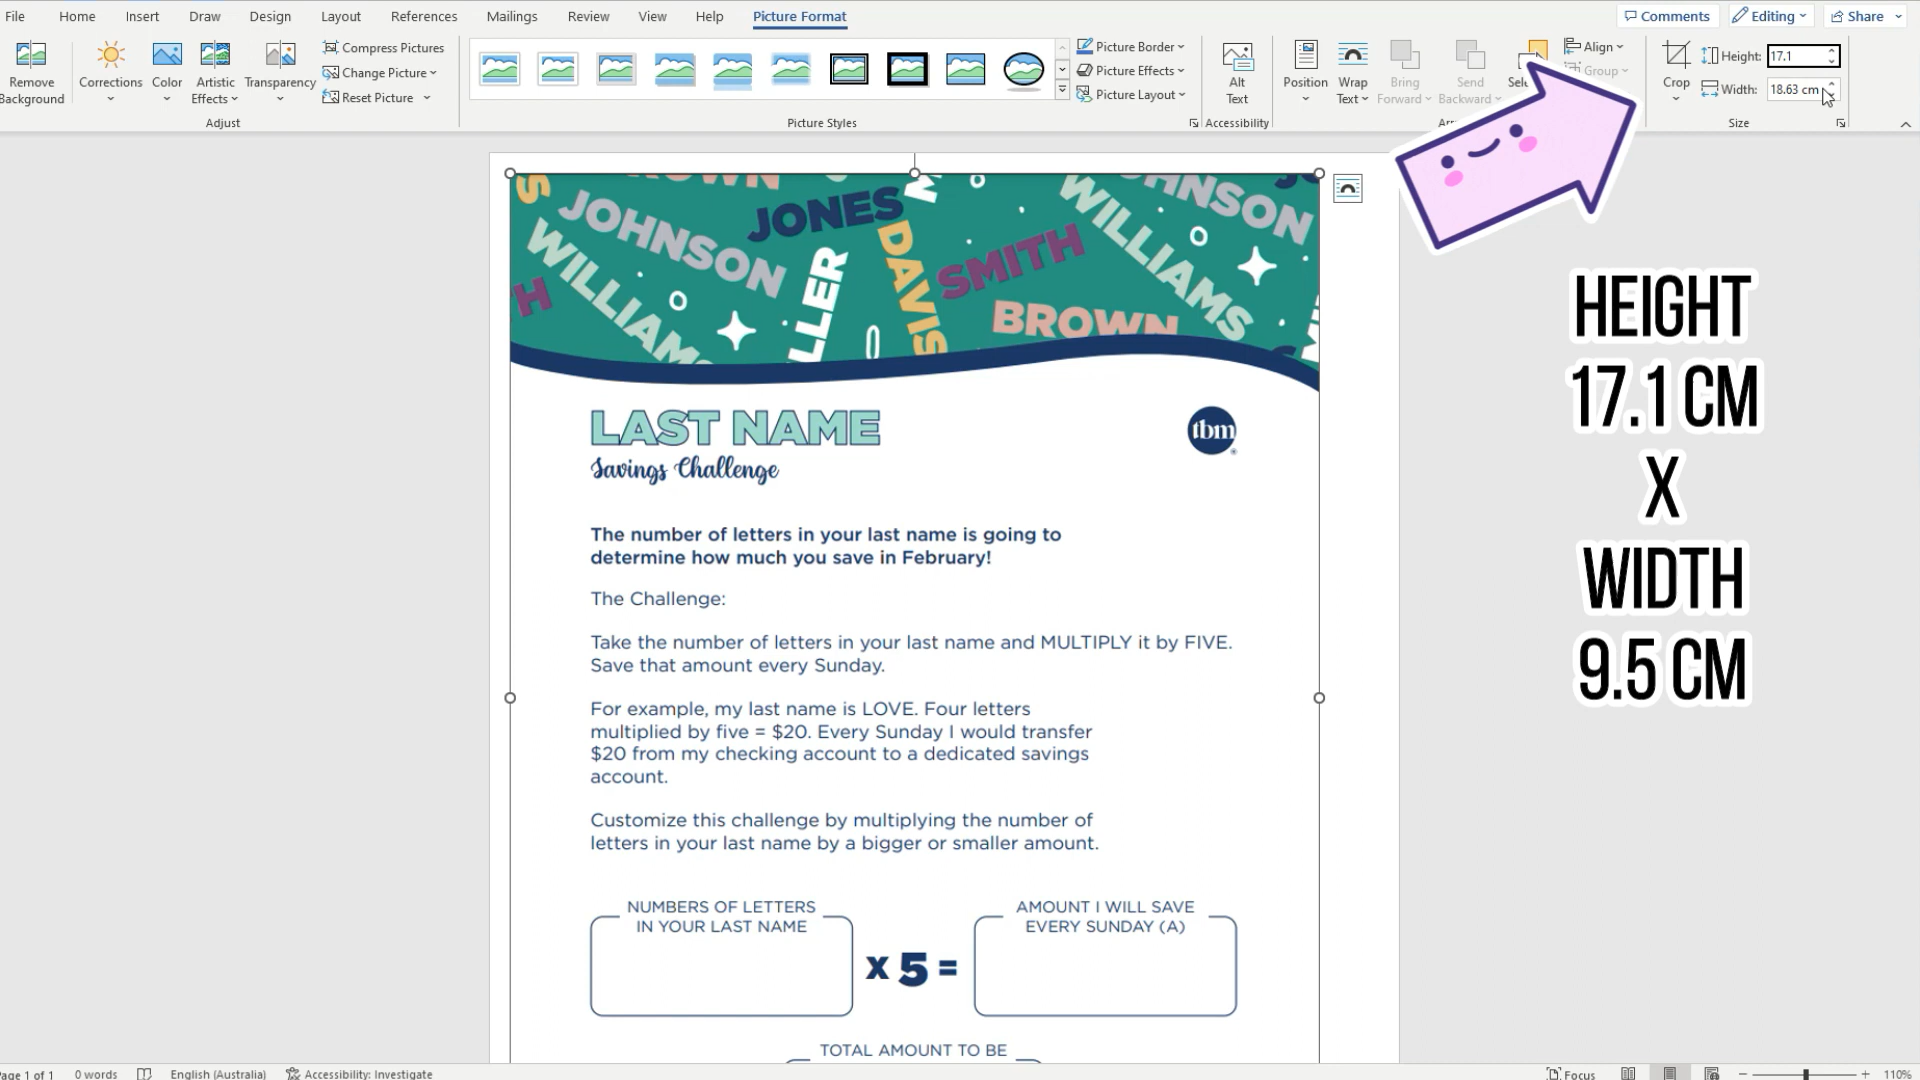 File Home Insert Draw Design Layout References Mailings Review View Help Picture Format Comments Editing Share
Remove Background
Corrections
Color
Artistic Effects
Transparency
Compress Pictures
Change Picture
Reset Picture
Adjust
Picture Styles
Picture Border
Picture Effects
Picture Layout
Alt Text
Accessibility
Position
Wrap Text
Bring Forward
Send Backward
Align
Group
Crop
Height: 17.1
Width: 18.63 cm
Size
JOHNSON
JONES
WILLIAMS
DAVIS
SMITH
BROWN
WILLIAMS
LAST NAME
Savings Challenge
tbm
The number of letters in your last name is going to
determine how much you save in February!
The Challenge:
Take the number of letters in your last name and MULTIPLY it by FIVE.
Save that amount every Sunday.
For example, my last name is LOVE. Four letters
multiplied by five = $20. Every Sunday I would transfer
$20 from my checking account to a dedicated savings
account.
Customize this challenge by multiplying the number of
letters in your last name by a bigger or smaller amount.
NUMBERS OF LETTERS
IN YOUR LAST NAME
x 5 =
AMOUNT I WILL SAVE
EVERY SUNDAY (A)
TOTAL AMOUNT TO BE
HEIGHT
17.1 CM
X
WIDTH
9.5 CM
Page 1 of 1 0 words English (Australia) Accessibility: Investigate Focus 110%